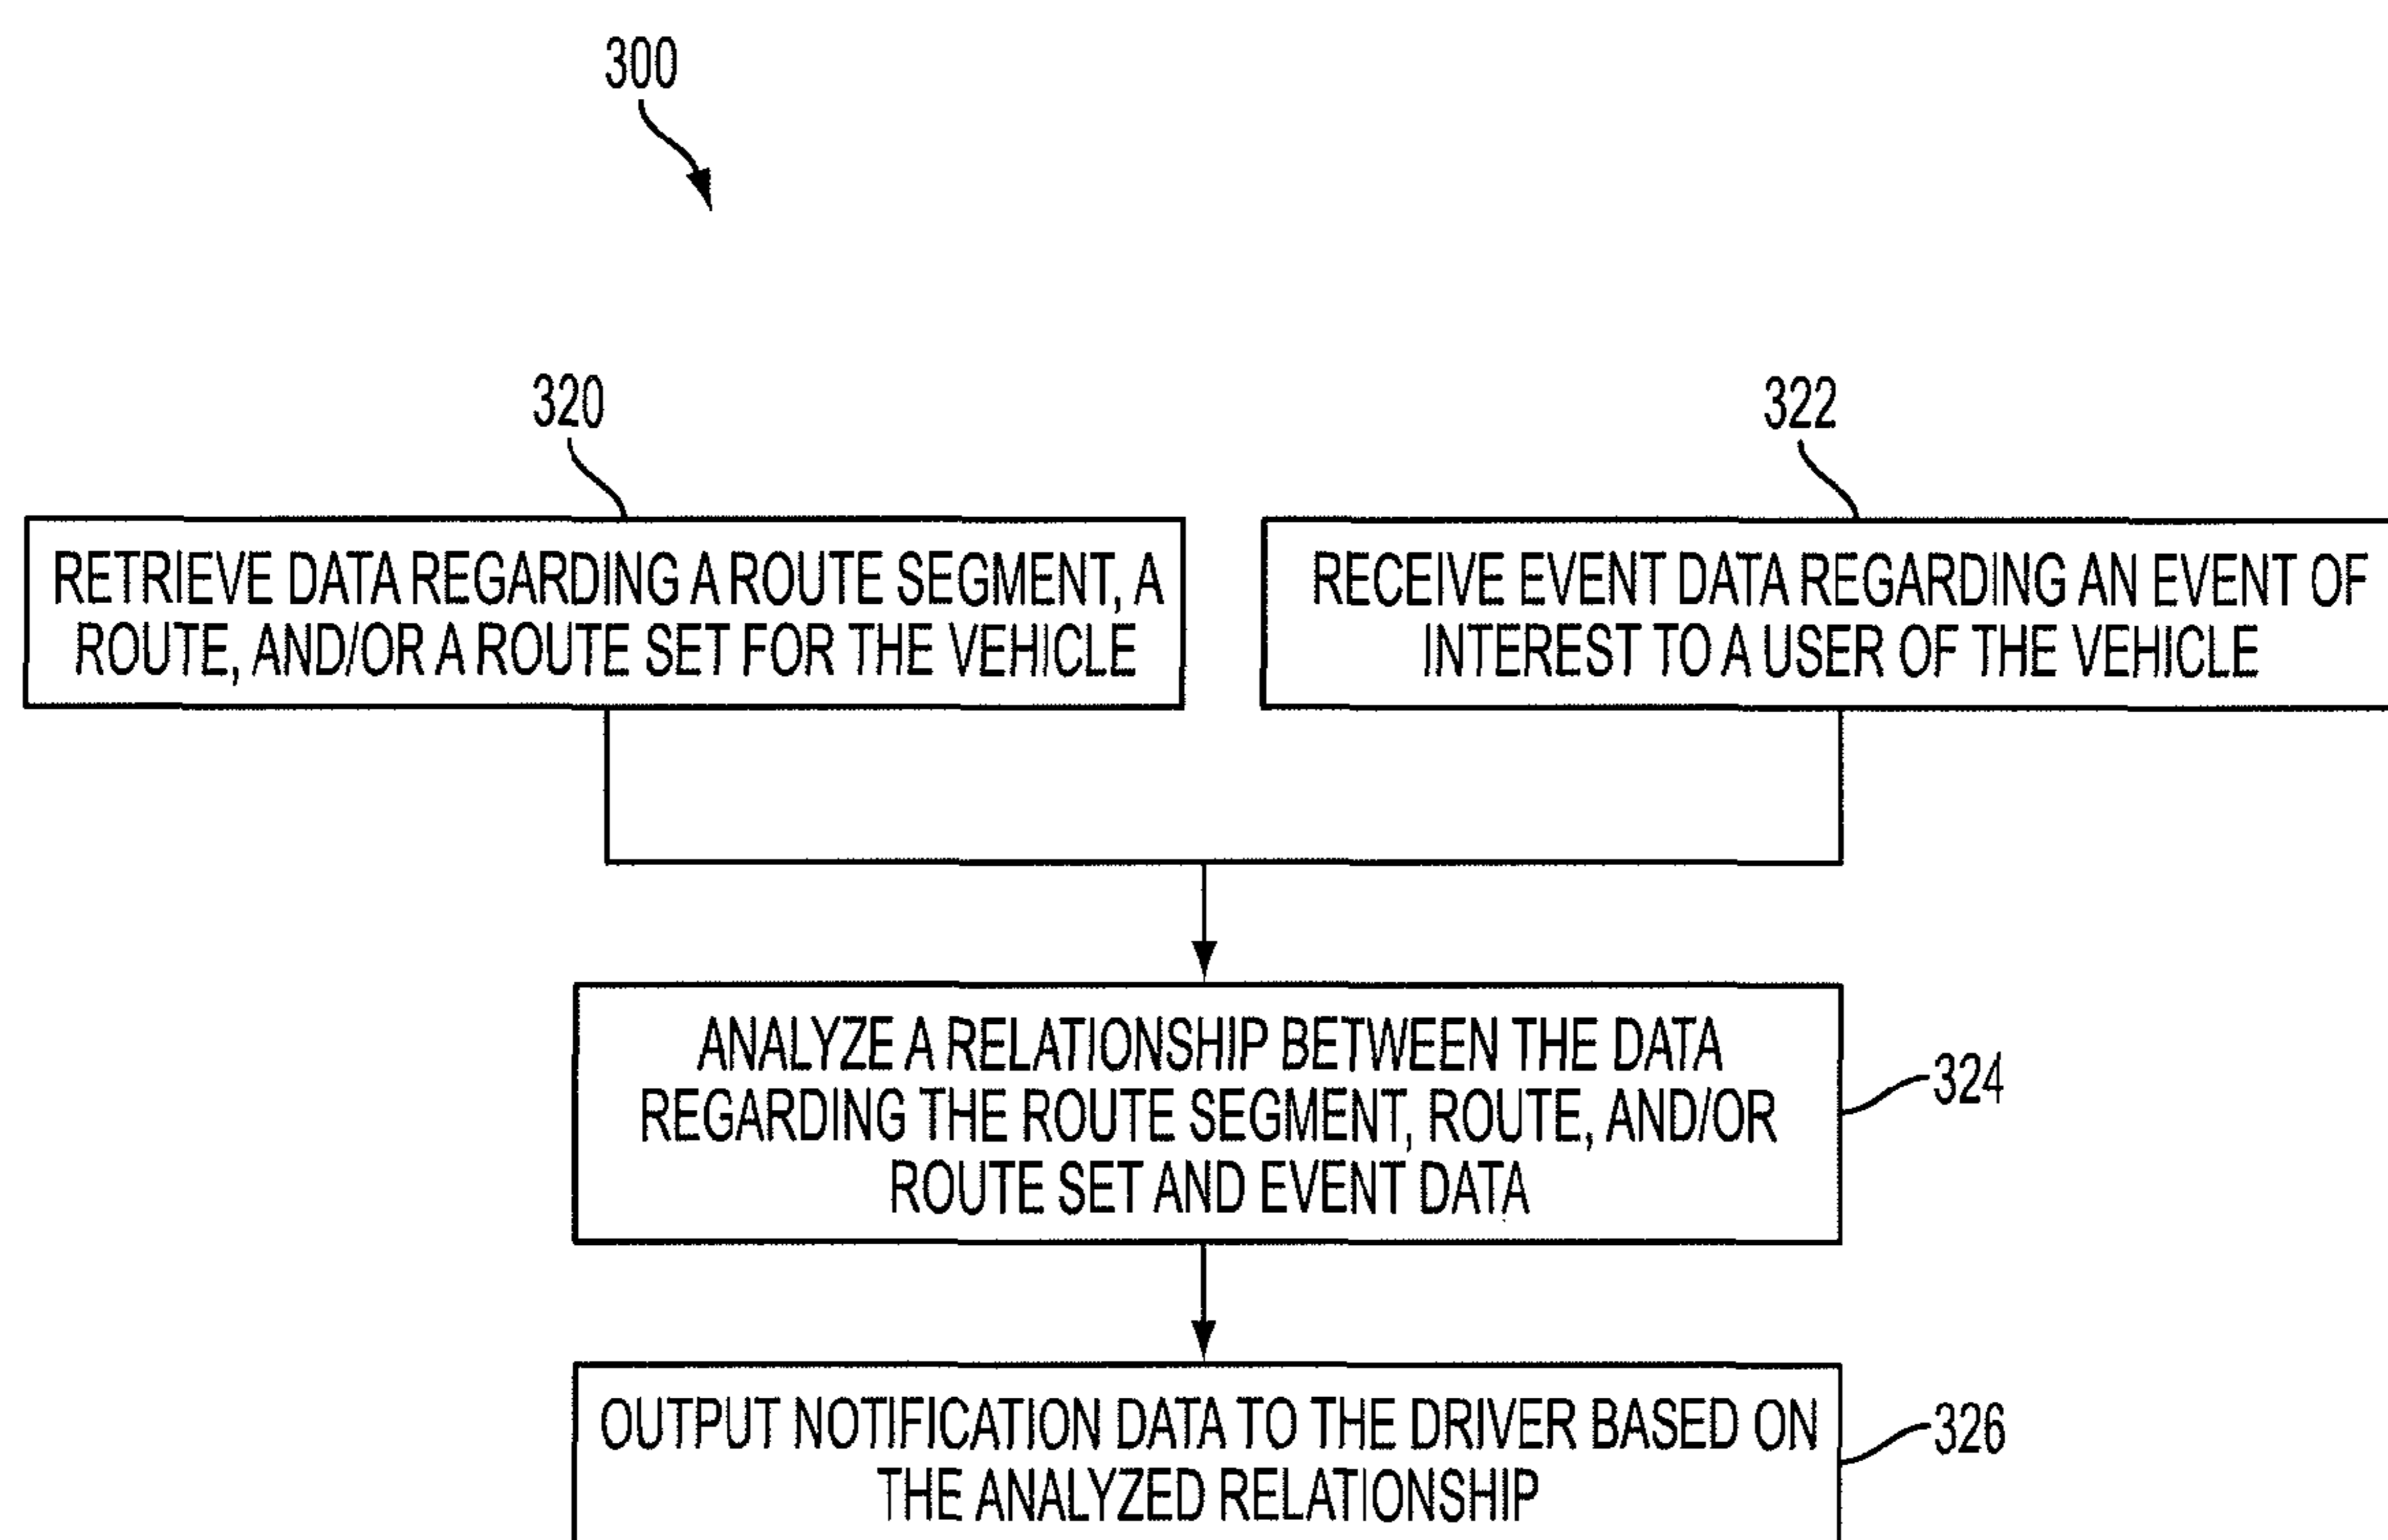 300
320
322
RETRIEVE DATA REGARDING A ROUTE SEGMENT, A
ROUTE, AND/OR A ROUTE SET FOR THE VEHICLE
RECEIVE EVENT DATA REGARDING AN EVENT OF
INTEREST TO A USER OF THE VEHICLE
ANALYZE A RELATIONSHIP BETWEEN THE DATA
REGARDING THE ROUTE SEGMENT, ROUTE, AND/OR
ROUTE SET AND EVENT DATA
324
OUTPUT NOTIFICATION DATA TO THE DRIVER BASED ON
THE ANALYZED RELATIONSHIP
326